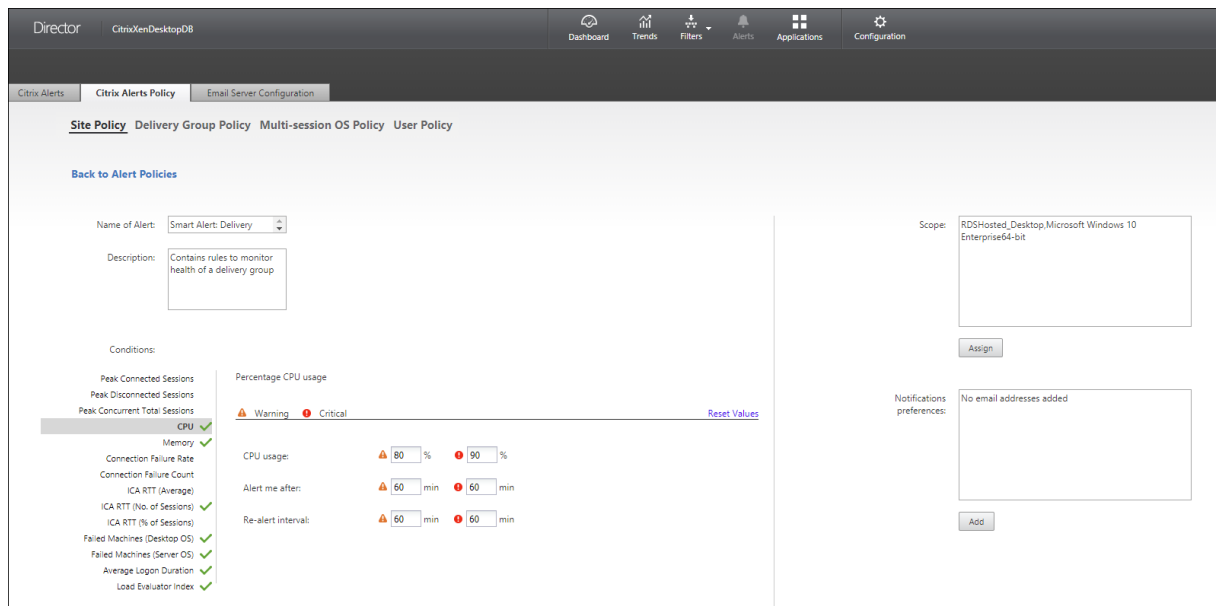 Director CitrixXenDesktopDB
Dashboard Trends Filters Alerts Applications Configuration
Citrix Alerts Citrix Alerts Policy Email Server Configuration
Site Policy Delivery Group Policy Multi-session OS Policy User Policy
Back to Alert Policies
Name of Alert: Smart Alert: Delivery
Description: Contains rules to monitor
health of a delivery group
Conditions:
Peak Connected Sessions
Peak Disconnected Sessions
Peak Concurrent Total Sessions
CPU
Memory
Connection Failure Rate
Connection Failure Count
ICA RTT (Average)
ICA RTT (No. of Sessions)
ICA RTT (% of Sessions)
Failed Machines (Desktop OS)
Failed Machines (Server OS)
Average Logon Duration
Load Evaluator Index
Percentage CPU usage
Warning Critical Reset Values
CPU usage: 80 % 90 %
Alert me after: 60 min 60 min
Re-alert interval: 60 min 60 min
Scope: RDSHosted_Desktop,Microsoft Windows 10
Enterprise64-bit
Assign
Notifications
preferences:
No email addresses added
Add